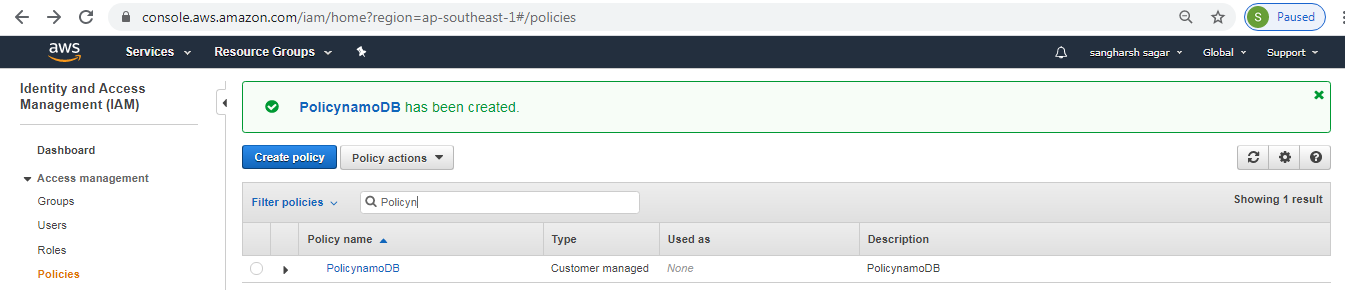 console.aws.amazon.com/iam/home?region=ap-southeast-1#/policies
S Paused
aws Services Resource Groups sangharsh sagar Global Support
Identity and Access
Management (IAM)
Dashboard
Access management
Groups
Users
Roles
Policies
PolicynamoDB has been created.
Create policy Policy actions
Filter policies Policyn Showing 1 result
Policy name Type Used as Description
PolicynamoDB Customer managed None PolicynamoDB